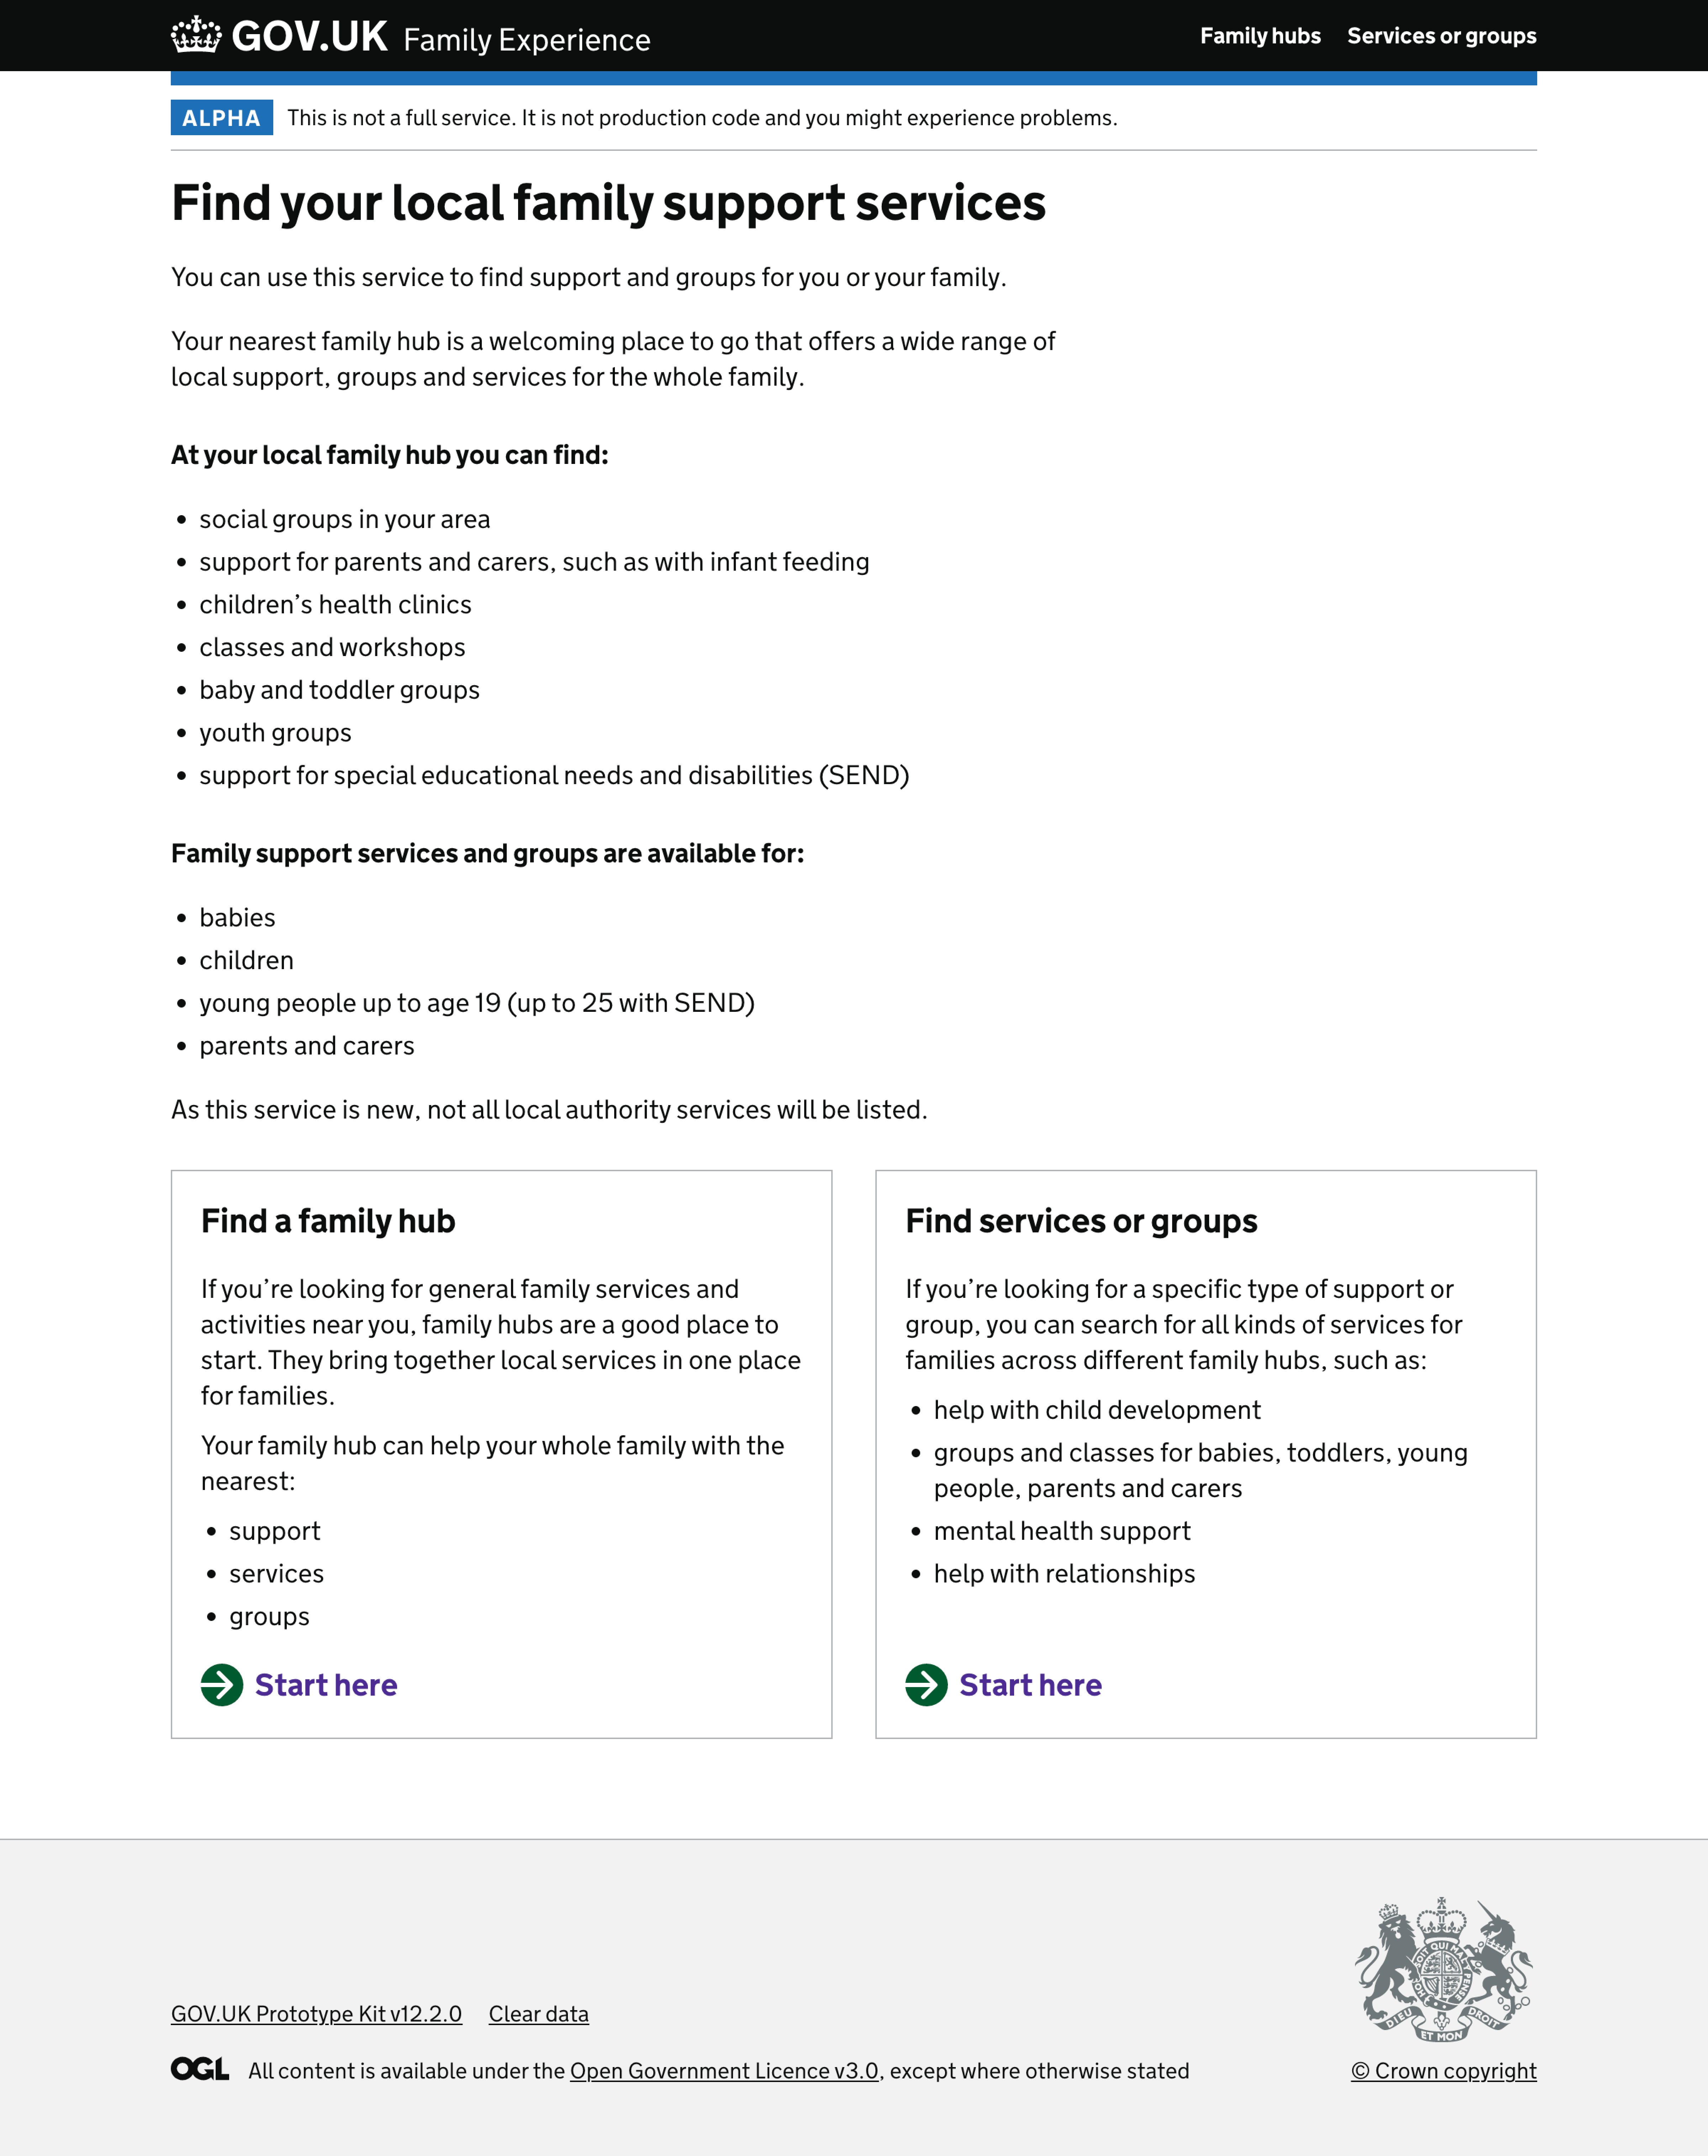 GOV.UK Family Experience
Family hubs Services or groups
ALPHA This is not a full service. It is not production code and you might experience problems.
Find your local family support services
You can use this service to find support and groups for you or your family.
Your nearest family hub is a welcoming place to go that offers a wide range of
local support, groups and services for the whole family.
At your local family hub you can find:
• social groups in your area
• support for parents and carers, such as with infant feeding
• children’s health clinics
• classes and workshops
• baby and toddler groups
• youth groups
• support for special educational needs and disabilities (SEND)
Family support services and groups are available for:
• babies
• children
• young people up to age 19 (up to 25 with SEND)
• parents and carers
As this service is new, not all local authority services will be listed.
Find a family hub
If you’re looking for general family services and
activities near you, family hubs are a good place to
start. They bring together local services in one place
for families.
Your family hub can help your whole family with the
nearest:
• support
• services
• groups
Start here
Find services or groups
If you’re looking for a specific type of support or
group, you can search for all kinds of services for
families across different family hubs, such as:
• help with child development
• groups and classes for babies, toddlers, young
people, parents and carers
• mental health support
• help with relationships
Start here
GOV.UK Prototype Kit v12.2.0 Clear data
OGL All content is available under the Open Government Licence v3.0, except where otherwise stated
DIEU ET MON DROIT
© Crown copyright